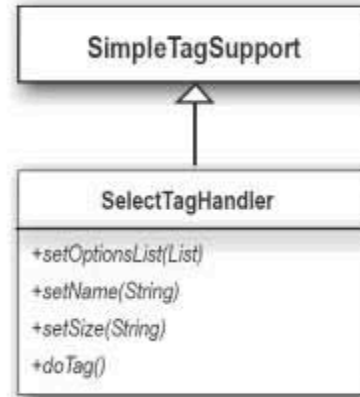 SimpleTagSupport
SelectTagHandler
+setOptionsList(List)
+setName(String)
+setSize(String)
+doTag()